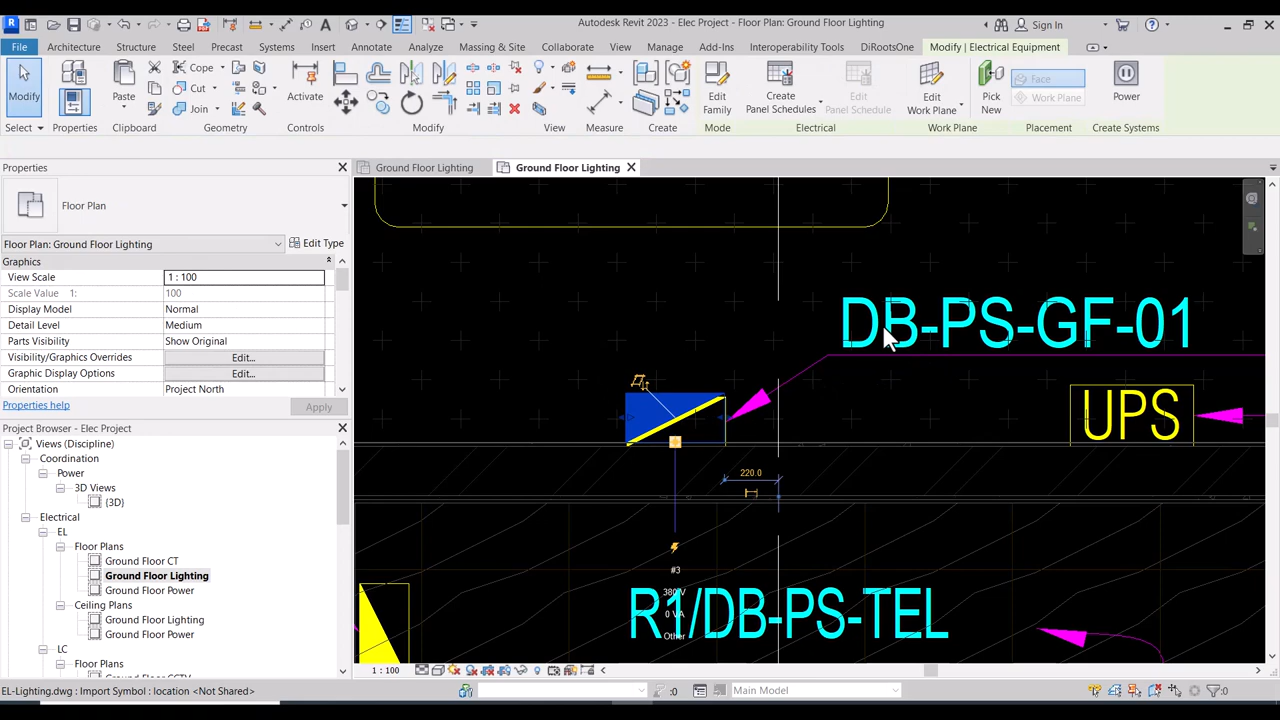 Autodesk Revit 2023 - Elec Project - Floor Plan: Ground Floor Lighting
Sign In
File Architecture Structure Steel Precast Systems Insert Annotate Analyze Massing & Site Collaborate View Manage Add-Ins Interoperability Tools DiRootsOne Modify | Electrical Equipment
Modify
Properties
Paste
Cope
Cut
Join
Activate
Create Panel Schedules
Edit Panel Schedule
Edit Family
Edit Work Plane
Pick New
Face
Work Plane
Power
Select Properties Clipboard Geometry Controls Modify View Measure Create Mode Electrical Work Plane Placement Create Systems
Properties
Ground Floor Lighting
Ground Floor Lighting
Floor Plan
Floor Plan: Ground Floor Lighting
Edit Type
Graphics
View Scale 1 : 100
Scale Value 1: 100
Display Model Normal
Detail Level Medium
Parts Visibility Show Original
Visibility/Graphics Overrides Edit...
Graphic Display Options Edit...
Orientation Project North
Properties help
Apply
Project Browser - Elec Project
Views (Discipline)
Coordination
Power
3D Views
{3D}
Electrical
EL
Floor Plans
Ground Floor CT
Ground Floor Lighting
Ground Floor Power
Ceiling Plans
Ground Floor Lighting
Ground Floor Power
LC
Floor Plans
DB-PS-GF-01
UPS
220.0
#3
380 V
0 VA
Other
R1/DB-PS-TEL
1 : 100
EL-Lighting.dwg : Import Symbol : location <Not Shared>
:0
Main Model
:0